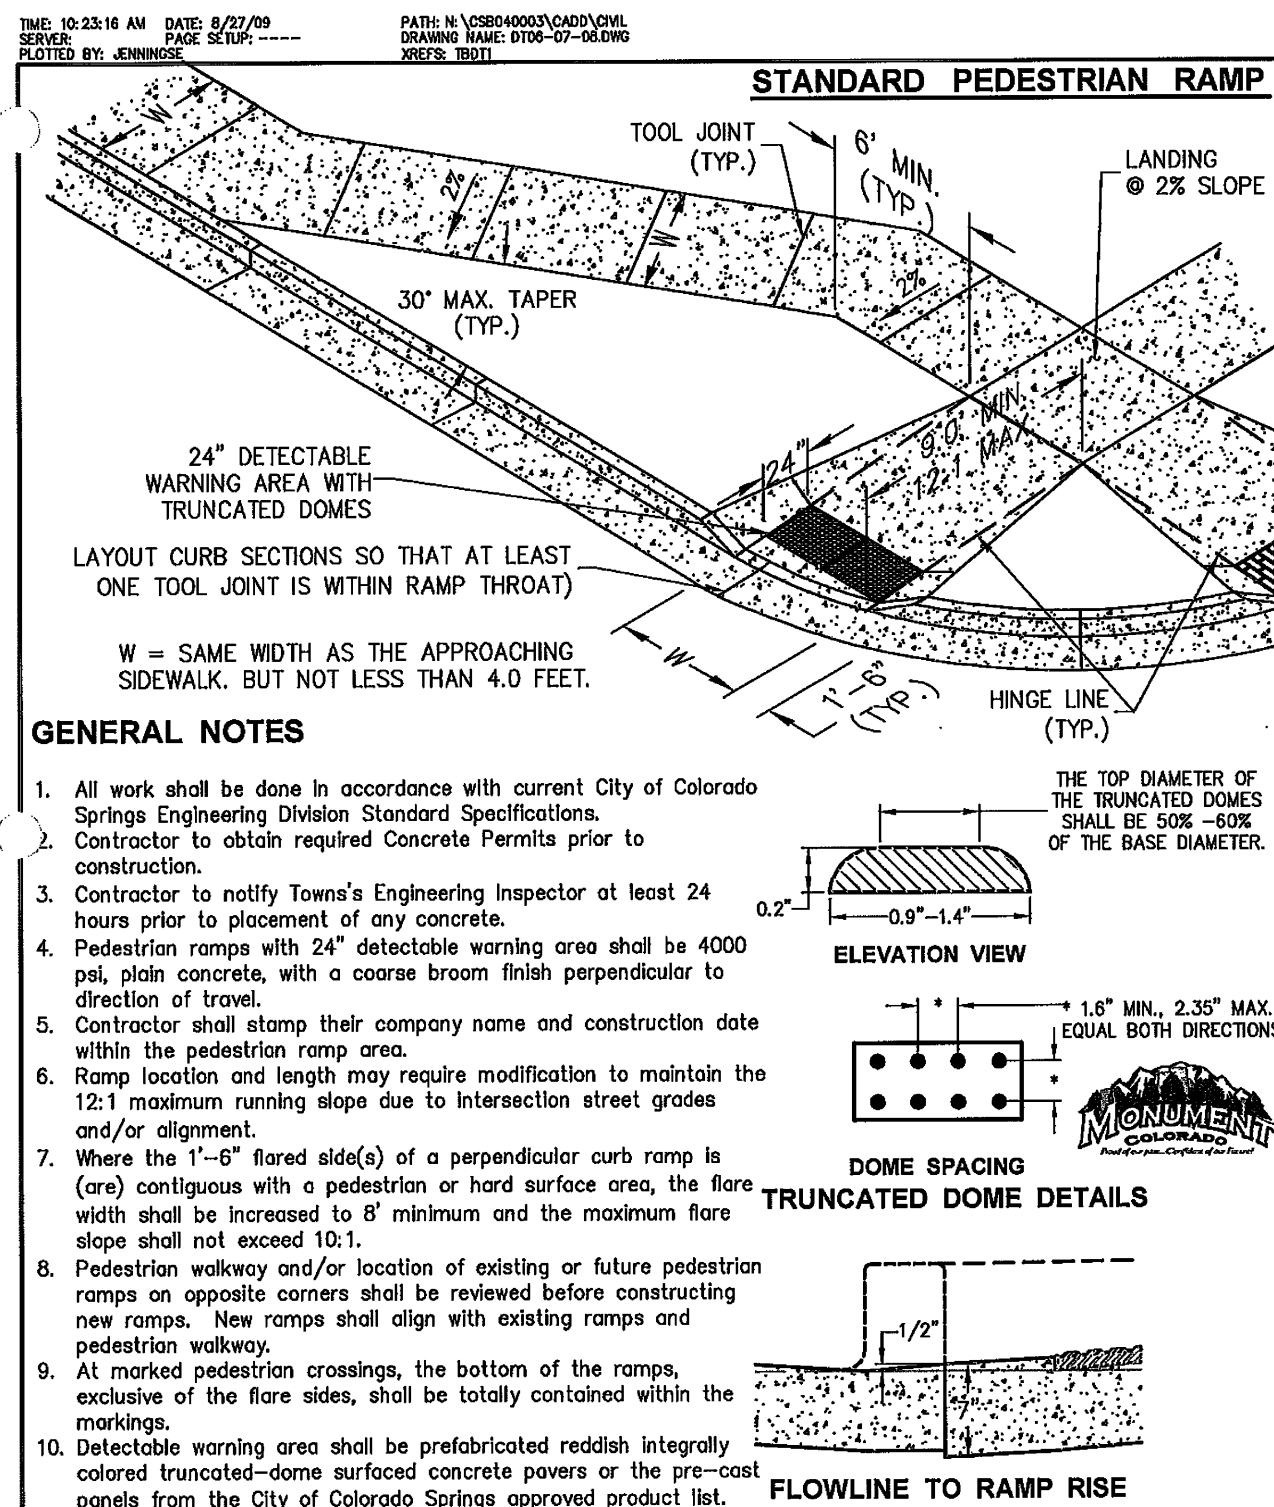 TIME: 10:23:16 AM DATE: 8/27/09
SERVER: PAGE SETUP: ----
PLOTTED BY: JENNINGSE
PATH: N:\CSB040003\CADD\CIVIL
DRAWING NAME: DT06-07-08.DWG
XREFS: TBDT1
STANDARD PEDESTRIAN RAMP
W
TOOL JOINT
(TYP.)
6' MIN.
(TYP.)
LANDING
@ 2% SLOPE
2%
W
2%
30° MAX. TAPER
(TYP.)
9.0' MIN.
12:1 MAX
24"
24" DETECTABLE
WARNING AREA WITH
TRUNCATED DOMES
LAYOUT CURB SECTIONS SO THAT AT LEAST
ONE TOOL JOINT IS WITHIN RAMP THROAT)
W = SAME WIDTH AS THE APPROACHING
SIDEWALK. BUT NOT LESS THAN 4.0 FEET.
W
1'-6"
(TYP.)
HINGE LINE
(TYP.)
GENERAL NOTES
1. All work shall be done in accordance with current City of Colorado
Springs Engineering Division Standard Specifications.
2. Contractor to obtain required Concrete Permits prior to
construction.
3. Contractor to notify Towns's Engineering Inspector at least 24
hours prior to placement of any concrete.
4. Pedestrian ramps with 24" detectable warning area shall be 4000
psi, plain concrete, with a coarse broom finish perpendicular to
direction of travel.
5. Contractor shall stamp their company name and construction date
within the pedestrian ramp area.
6. Ramp location and length may require modification to maintain the
12:1 maximum running slope due to intersection street grades
and/or alignment.
7. Where the 1'-6" flared side(s) of a perpendicular curb ramp is
(are) contiguous with a pedestrian or hard surface area, the flare
width shall be increased to 8' minimum and the maximum flare
slope shall not exceed 10:1.
8. Pedestrian walkway and/or location of existing or future pedestrian
ramps on opposite corners shall be reviewed before constructing
new ramps. New ramps shall align with existing ramps and
pedestrian walkway.
9. At marked pedestrian crossings, the bottom of the ramps,
exclusive of the flare sides, shall be totally contained within the
markings.
10. Detectable warning area shall be prefabricated reddish integrally
colored truncated-dome surfaced concrete pavers or the pre-cast
panels from the City of Colorado Springs approved product list.
THE TOP DIAMETER OF
THE TRUNCATED DOMES
SHALL BE 50% -60%
OF THE BASE DIAMETER.
0.2"
0.9"-1.4"
ELEVATION VIEW
*
* 1.6" MIN., 2.35" MAX.
EQUAL BOTH DIRECTIONS
*
MONUMENT
COLORADO
DOME SPACING
TRUNCATED DOME DETAILS
1/2"
7"
FLOWLINE TO RAMP RISE